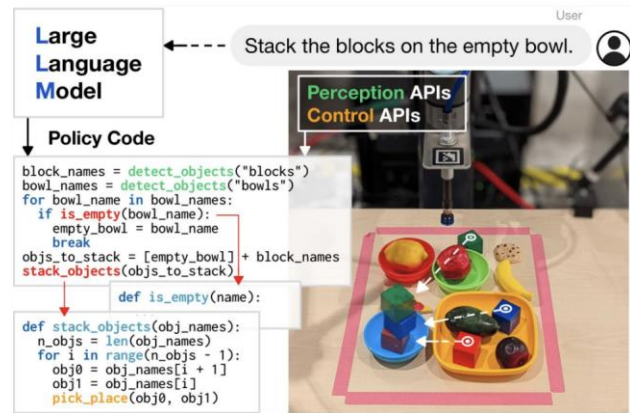 User
Stack the blocks on the empty bowl.
Large
Language
Model
Policy Code
Perception APIs
Control APIs
block_names = detect_objects("blocks")
bowl_names = detect_objects("bowls")
for bowl_name in bowl_names:
  if is_empty(bowl_name):
    empty_bowl = bowl_name
    break
objs_to_stack = [empty_bowl] + block_names
stack_objects(objs_to_stack)
def is_empty(name):
def stack_objects(obj_names):
  n_objs = len(obj_names)
  for i in range(n_objs - 1):
    obj0 = obj_names[i + 1]
    obj1 = obj_names[i]
    pick_place(obj0, obj1)